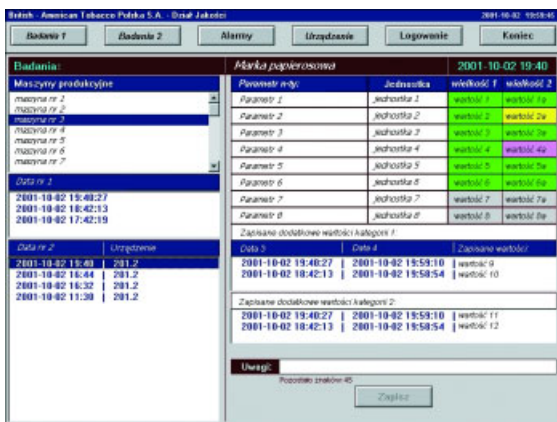 British - American Tobacco Polska S.A. - Dział Jakości 2001-10-02 19:58:45
Badania 1 Badania 2 Alarmy Urządzenie Logowanie Koniec
Badania: Marka papierosowa 2001-10-02 19:40
Maszyny produkcyjne Parametr n-ty: Jednostka wielkość 1 wielkość 2
maszyna nr 1 Parametr 1 jednostka 1 wartość 1 wartość 1a
maszyna nr 2 Parametr 2 jednostka 2 wartość 2 wartość 2a
maszyna nr 3 Parametr 3 jednostka 3 wartość 3 wartość 3a
maszyna nr 4 Parametr 4 jednostka 4 wartość 4 wartość 4a
maszyna nr 5 Parametr 5 jednostka 5 wartość 5 wartość 5a
maszyna nr 6 Parametr 6 jednostka 6 wartość 6 wartość 6a
maszyna nr 7 Parametr 7 jednostka 7 wartość 7 wartość 7a
Parametr 8 jednostka 8 wartość 8 wartość 8a
Data nr 1
2001-10-02 19:40:27
2001-10-02 18:42:13
2001-10-02 17:42:19
Data nr 2 Urządzenie
2001-10-02 19:40 | 201.2
2001-10-02 16:44 | 201.2
2001-10-02 16:32 | 201.2
2001-10-02 11:30 | 201.2
Zapisane dodatkowe wartości kategorii 1:
Data 3 Data 4 Zapisane wartości:
2001-10-02 19:40:27 | 2001-10-02 19:59:10 | wartość 9
2001-10-02 18:42:13 | 2001-10-02 19:58:54 | wartość 10
Zapisane dodatkowe wartości kategorii 2:
2001-10-02 19:40:27 | 2001-10-02 19:59:10 | wartość 11
2001-10-02 18:42:13 | 2001-10-02 19:58:54 | wartość 12
Uwagi:
Pozostało znaków: 45
Zapisz